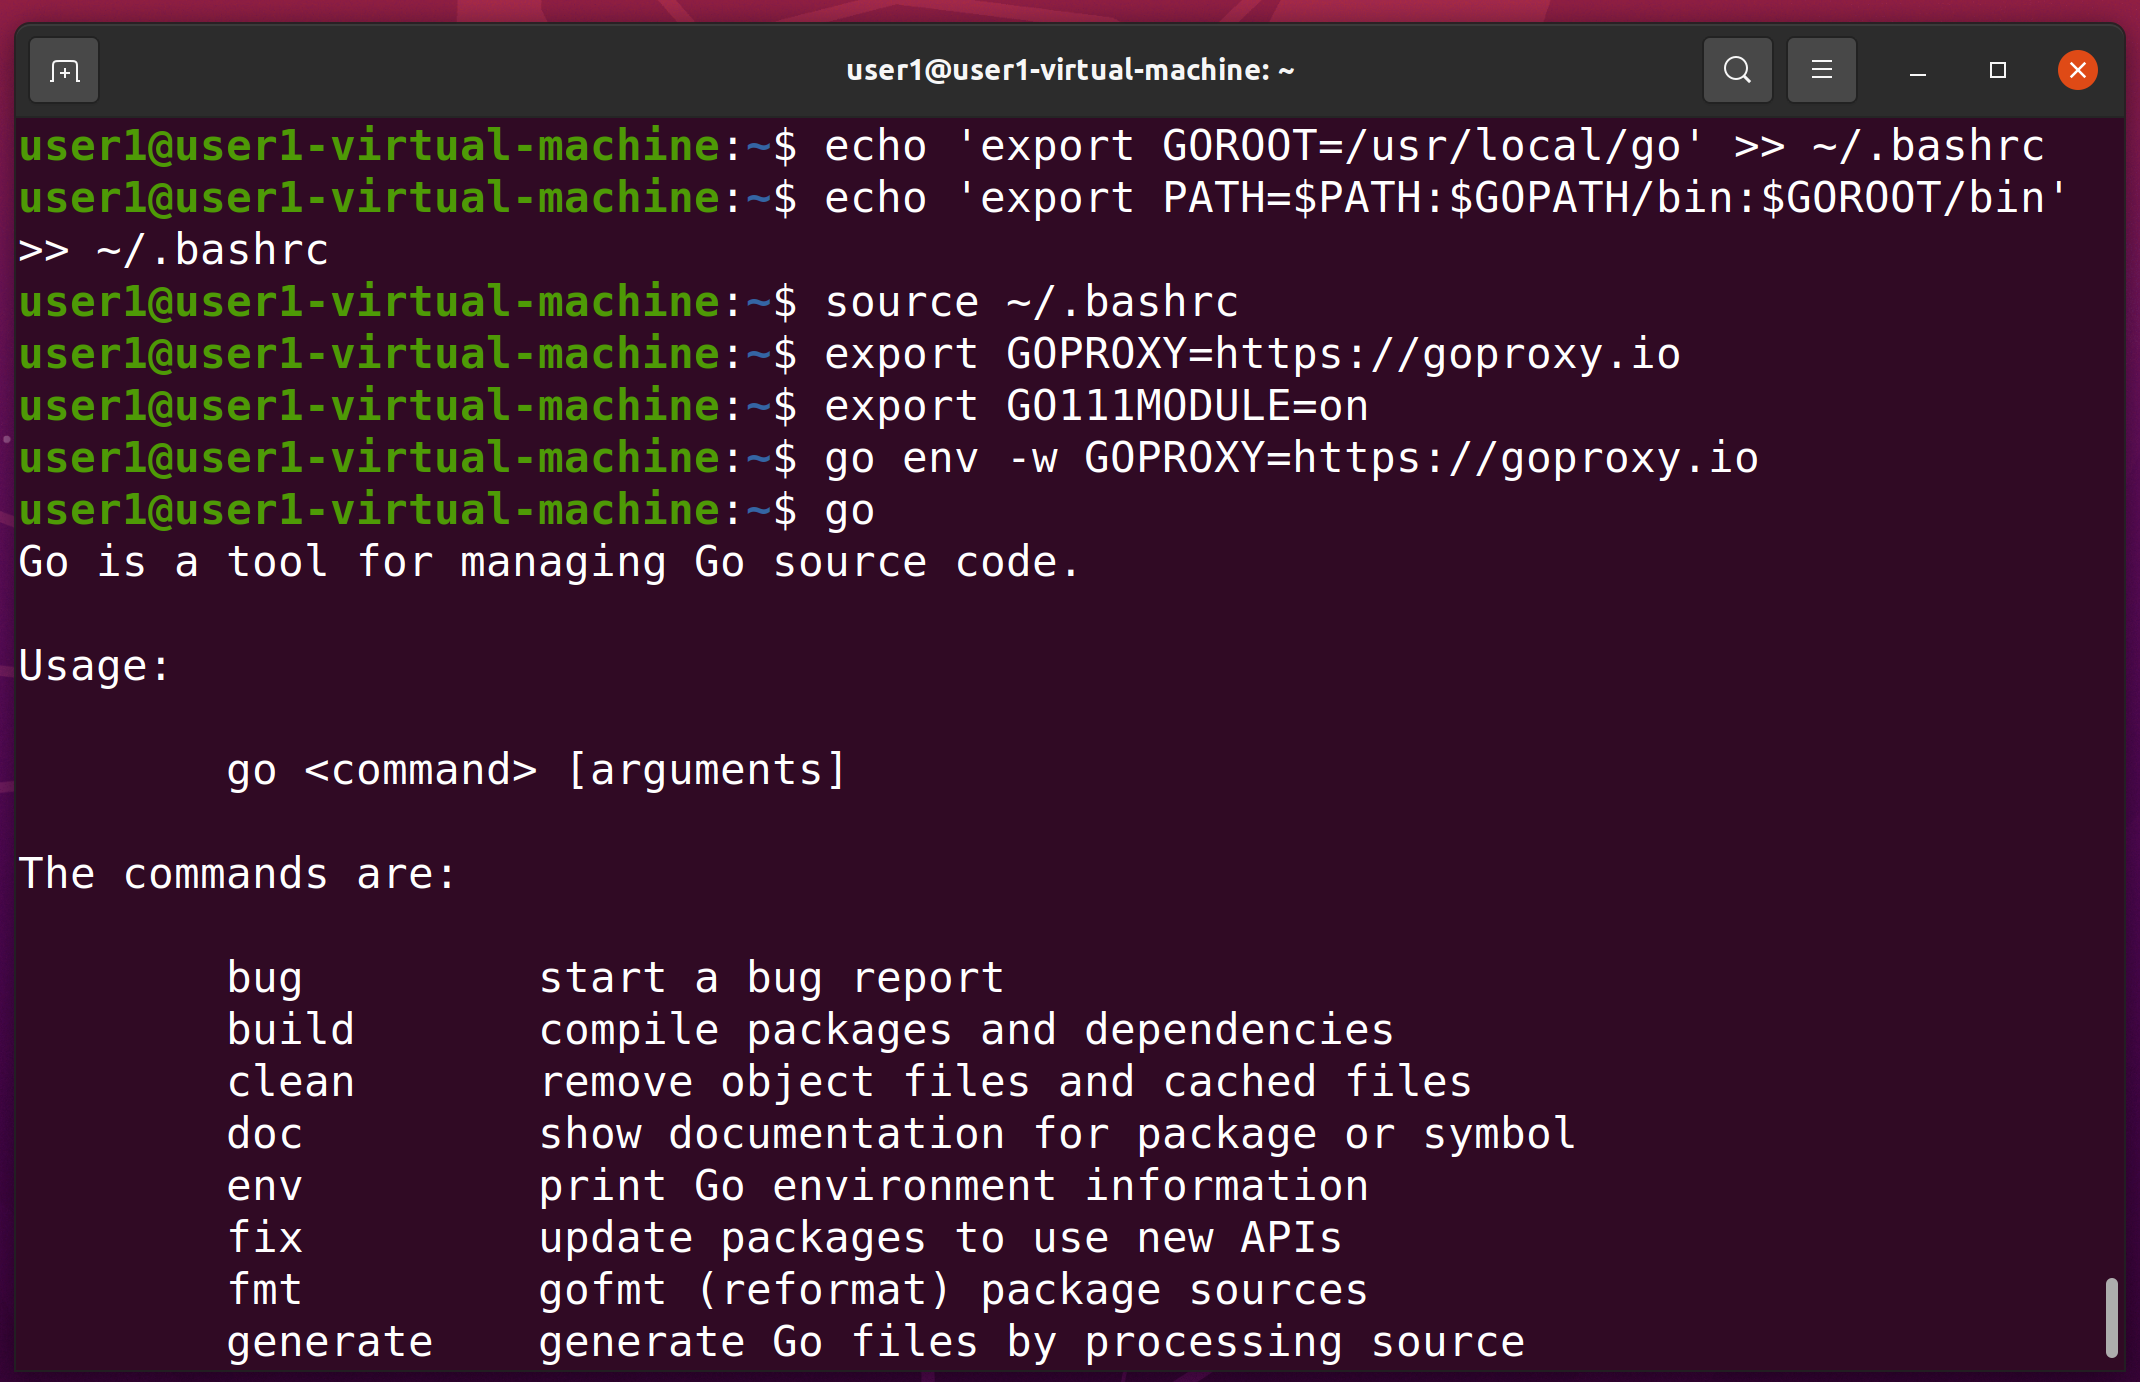 user1@user1-virtual-machine: ~
user1@user1-virtual-machine:~$ echo 'export GOROOT=/usr/local/go' >> ~/.bashrc
user1@user1-virtual-machine:~$ echo 'export PATH=$PATH:$GOPATH/bin:$GOROOT/bin'
>> ~/.bashrc
user1@user1-virtual-machine:~$ source ~/.bashrc
user1@user1-virtual-machine:~$ export GOPROXY=https://goproxy.io
user1@user1-virtual-machine:~$ export GO111MODULE=on
user1@user1-virtual-machine:~$ go env -w GOPROXY=https://goproxy.io
user1@user1-virtual-machine:~$ go
Go is a tool for managing Go source code.
Usage:
go <command> [arguments]
The commands are:
bug start a bug report
build compile packages and dependencies
clean remove object files and cached files
doc show documentation for package or symbol
env print Go environment information
fix update packages to use new APIs
fmt gofmt (reformat) package sources
generate generate Go files by processing source